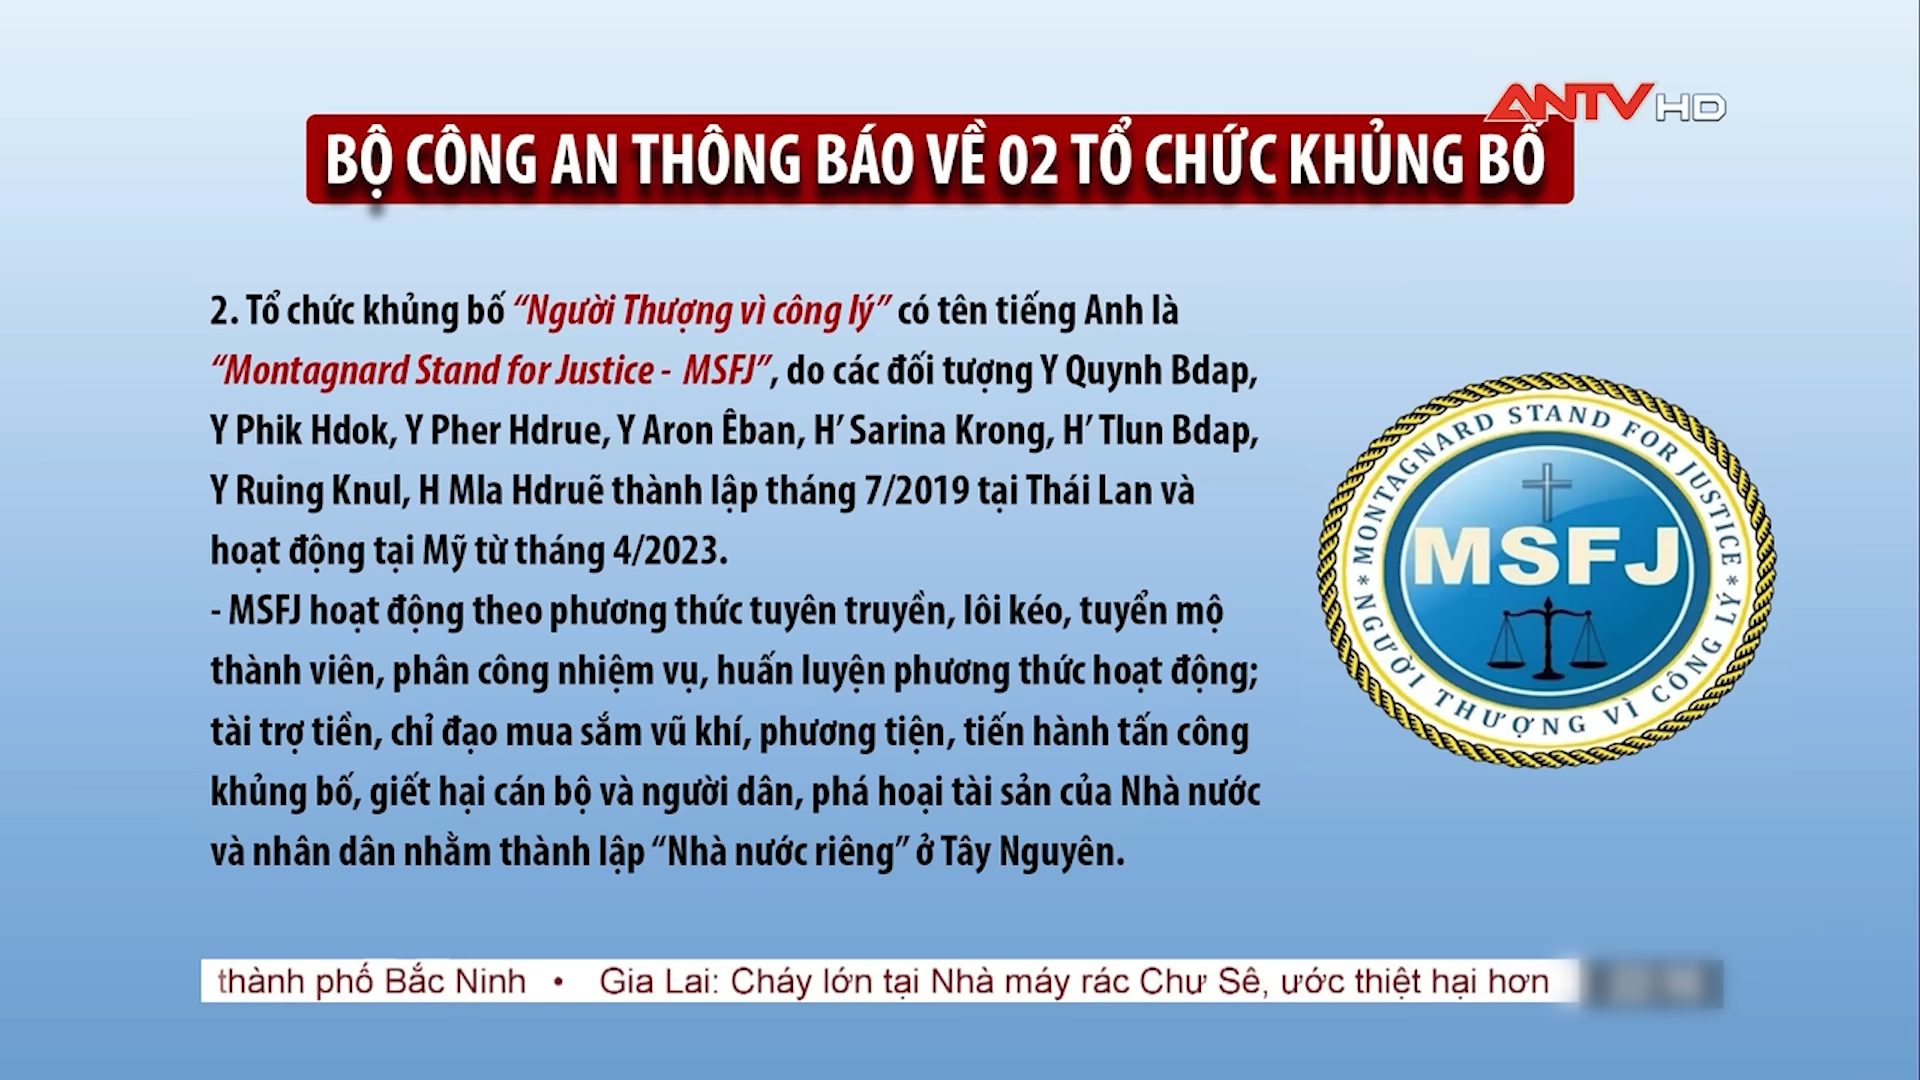 ANTV HD
BỘ CÔNG AN THÔNG BÁO VỀ 02 TỔ CHỨC KHỦNG BỐ
2. Tổ chức khủng bố “Người Thượng vì công lý” có tên tiếng Anh là
“Montagnard Stand for Justice - MSFJ”, do các đối tượng Y Quynh Bdap,
Y Phik Hdok, Y Pher Hdrue, Y Aron Êban, H’ Sarina Krong, H’ Tlun Bdap,
Y Ruing Knul, H Mla Hdruẽ thành lập tháng 7/2019 tại Thái Lan và
hoạt động tại Mỹ từ tháng 4/2023.
- MSFJ hoạt động theo phương thức tuyên truyền, lôi kéo, tuyển mộ
thành viên, phân công nhiệm vụ, huấn luyện phương thức hoạt động;
tài trợ tiền, chỉ đạo mua sắm vũ khí, phương tiện, tiến hành tấn công
khủng bố, giết hại cán bộ và người dân, phá hoại tài sản của Nhà nước
và nhân dân nhằm thành lập “Nhà nước riêng” ở Tây Nguyên.
* MONTAGNARD STAND FOR JUSTICE *
MSFJ
NGƯỜI THƯỢNG VÌ CÔNG LÝ
thành phố Bắc Ninh • Gia Lai: Cháy lớn tại Nhà máy rác Chư Sê, ước thiệt hại hơn